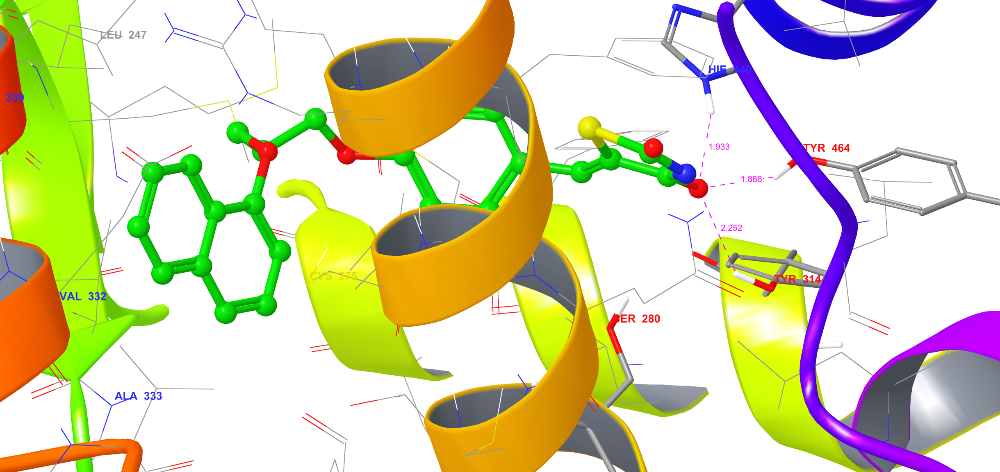 LEU 247
HIE 440
339
1.933
TYR 464
1.888
2.252
CYS 275
TYR 314
VAL 332
SER 280
ALA 333